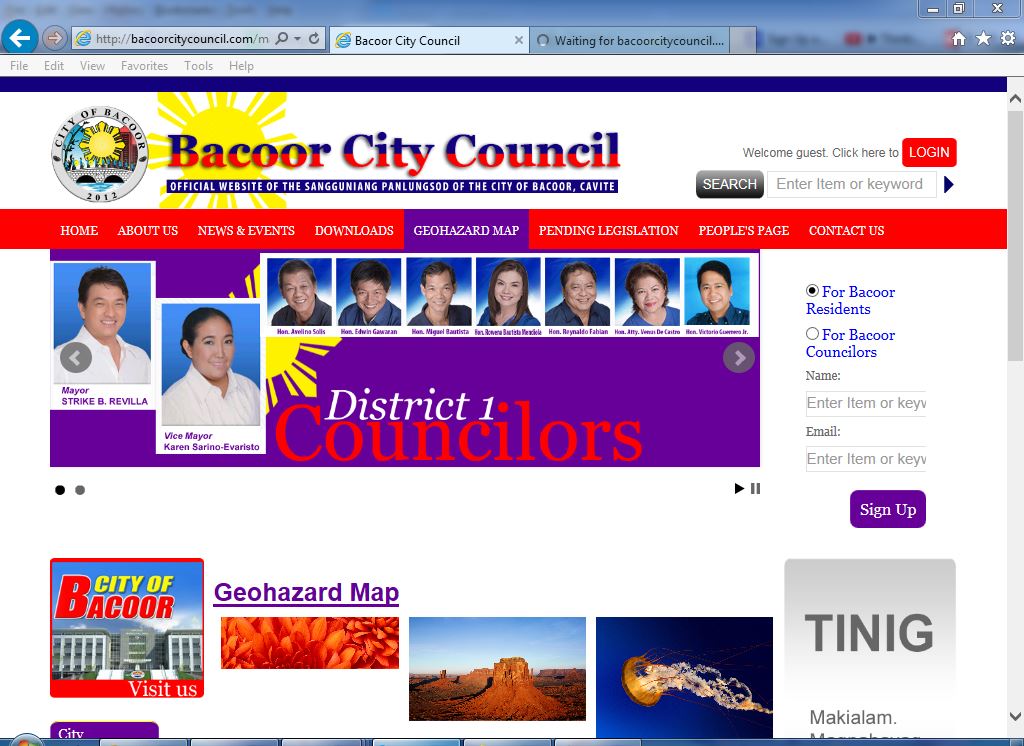 http://bacoorcitycouncil.com/m
Bacoor City Council
Waiting for bacoorcitycouncil....
File Edit View Favorites Tools Help
CITY OF BACOOR
2012
Bacoor City Council
OFFICIAL WEBSITE OF THE SANGGUNIANG PANLUNGSOD OF THE CITY OF BACOOR, CAVITE
Welcome guest. Click here to LOGIN
SEARCH Enter Item or keyword
HOME ABOUT US NEWS & EVENTS DOWNLOADS GEOHAZARD MAP PENDING LEGISLATION PEOPLE'S PAGE CONTACT US
Hon. Avelino Solis Hon. Edwin Gawaran Hon. Miguel Bautista Hon. Rowena Bautista Mendiola Hon. Reynaldo Fabian Hon. Atty. Venus De Castro Hon. Victorio Guerrero Jr.
Mayor
STRIKE B. REVILLA
Vice Mayor
Karen Sarino-Evaristo
District 1
Councilors
For Bacoor
Residents
For Bacoor
Councilors
Name:
Enter Item or keyw
Email:
Enter Item or keyw
Sign Up
CITY OF
BACOOR
Visit us
Geohazard Map
TINIG
Makialam.
City